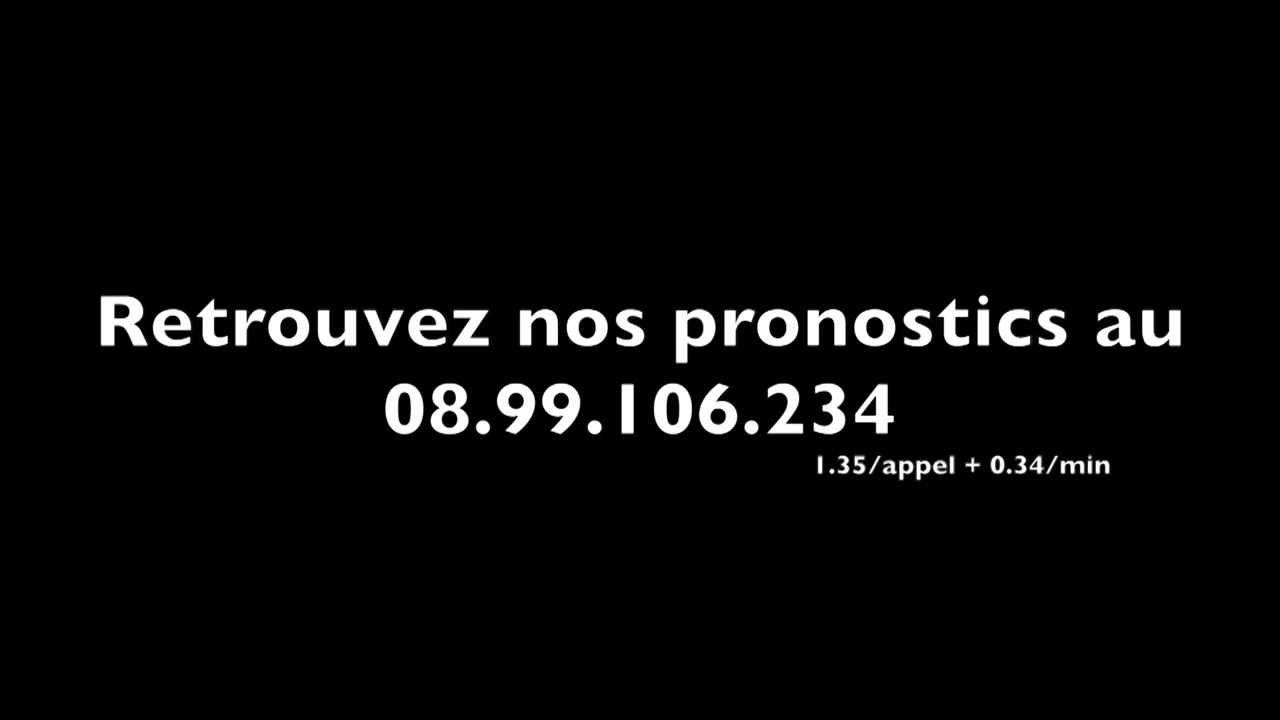 Retrouvez nos pronostics au
08.99.106.234
1.35/appel + 0.34/min